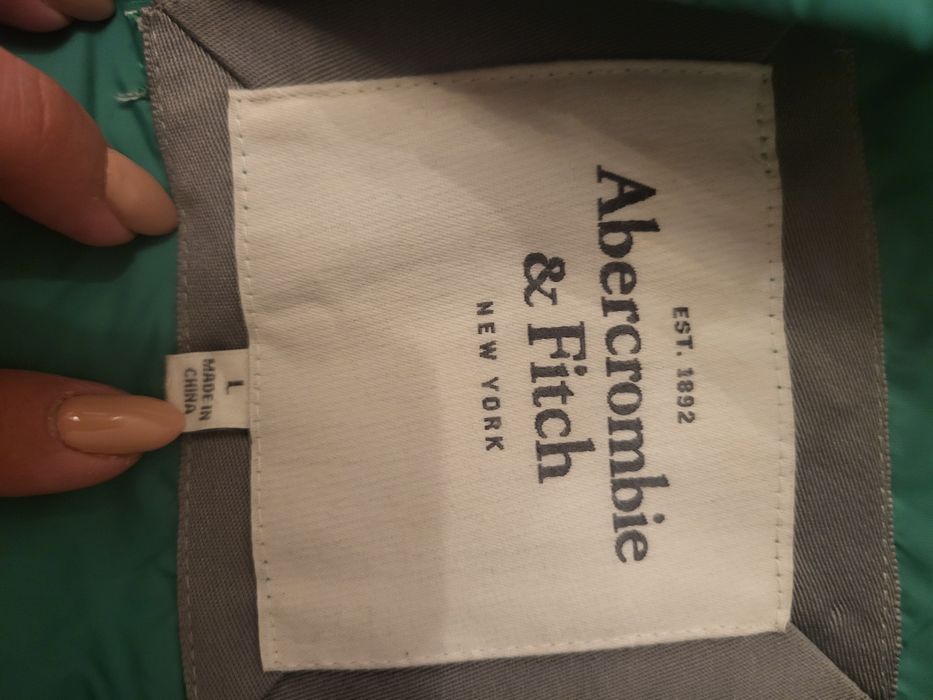 EST. 1892
Abercrombie
& Fitch
NEW YORK
L
MADE IN
CHINA